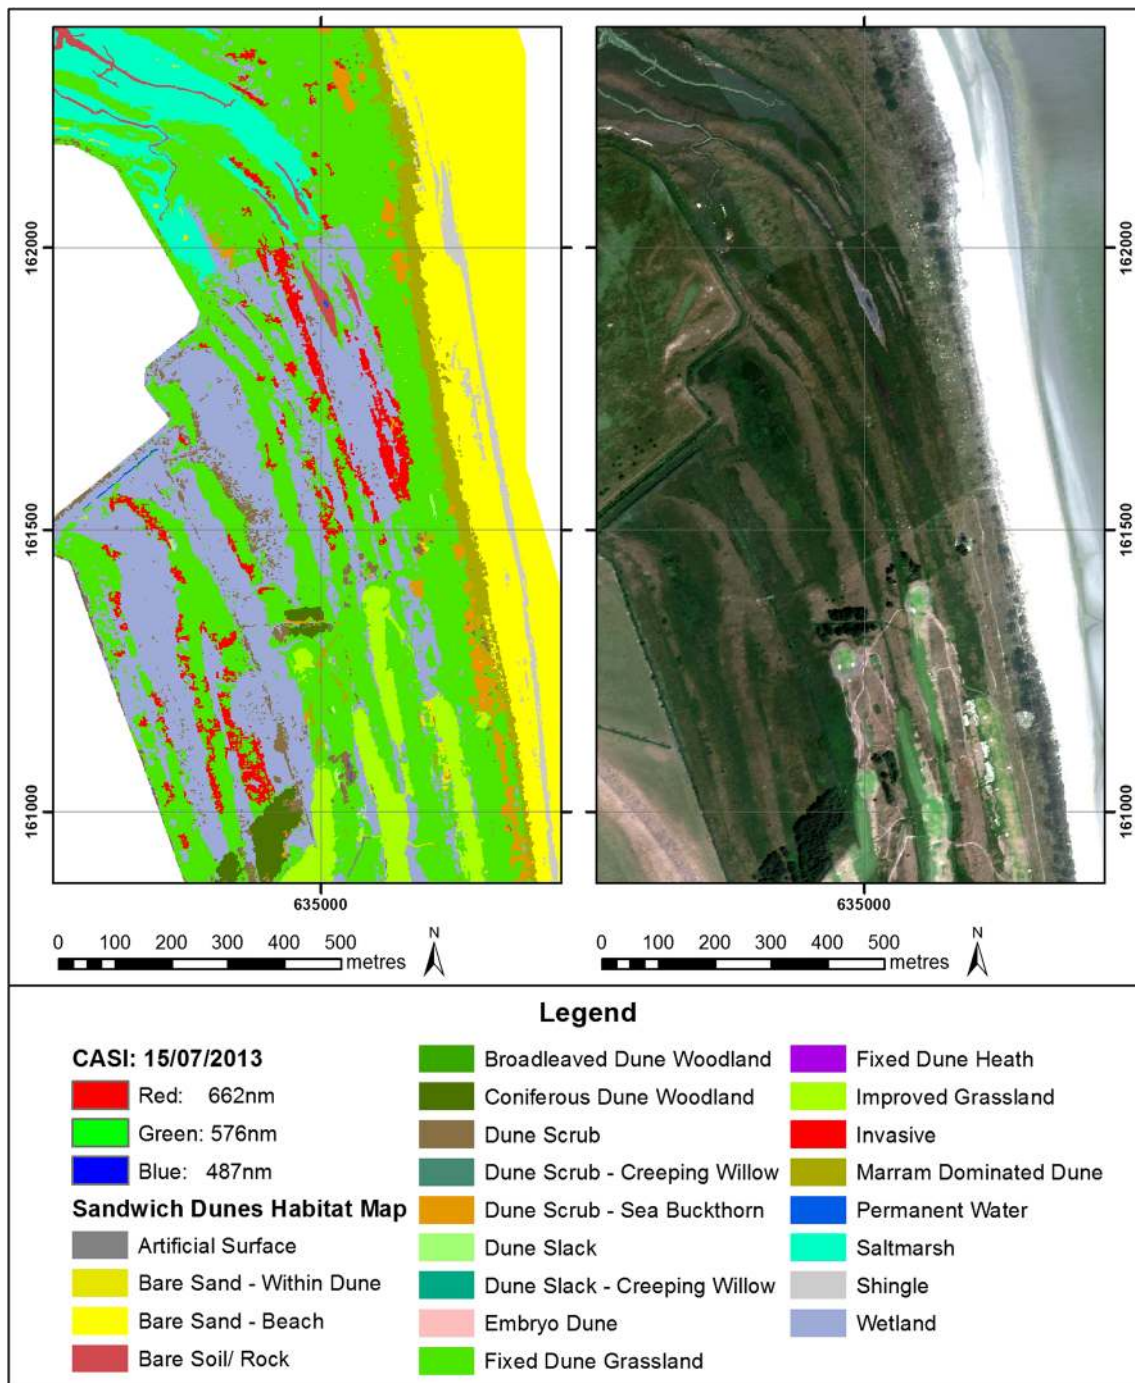 162000
161500
161000
635000
0 100 200 300 400 500
metres
N
162000
161500
161000
635000
0 100 200 300 400 500
metres
N
Legend
CASI: 15/07/2013
Red: 662nm
Green: 576nm
Blue: 487nm
Sandwich Dunes Habitat Map
Artificial Surface
Bare Sand - Within Dune
Bare Sand - Beach
Bare Soil/ Rock
Broadleaved Dune Woodland
Coniferous Dune Woodland
Dune Scrub
Dune Scrub - Creeping Willow
Dune Scrub - Sea Buckthorn
Dune Slack
Dune Slack - Creeping Willow
Embryo Dune
Fixed Dune Grassland
Fixed Dune Heath
Improved Grassland
Invasive
Marram Dominated Dune
Permanent Water
Saltmarsh
Shingle
Wetland